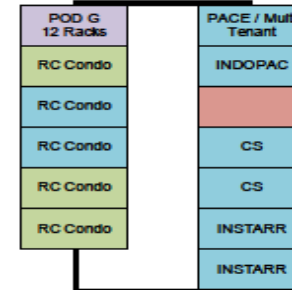 POD G
12 Racks
RC Condo
RC Condo
RC Condo
RC Condo
RC Condo
PACE / Mult
Tenant
INDOPAC
CS
CS
INSTARR
INSTARR